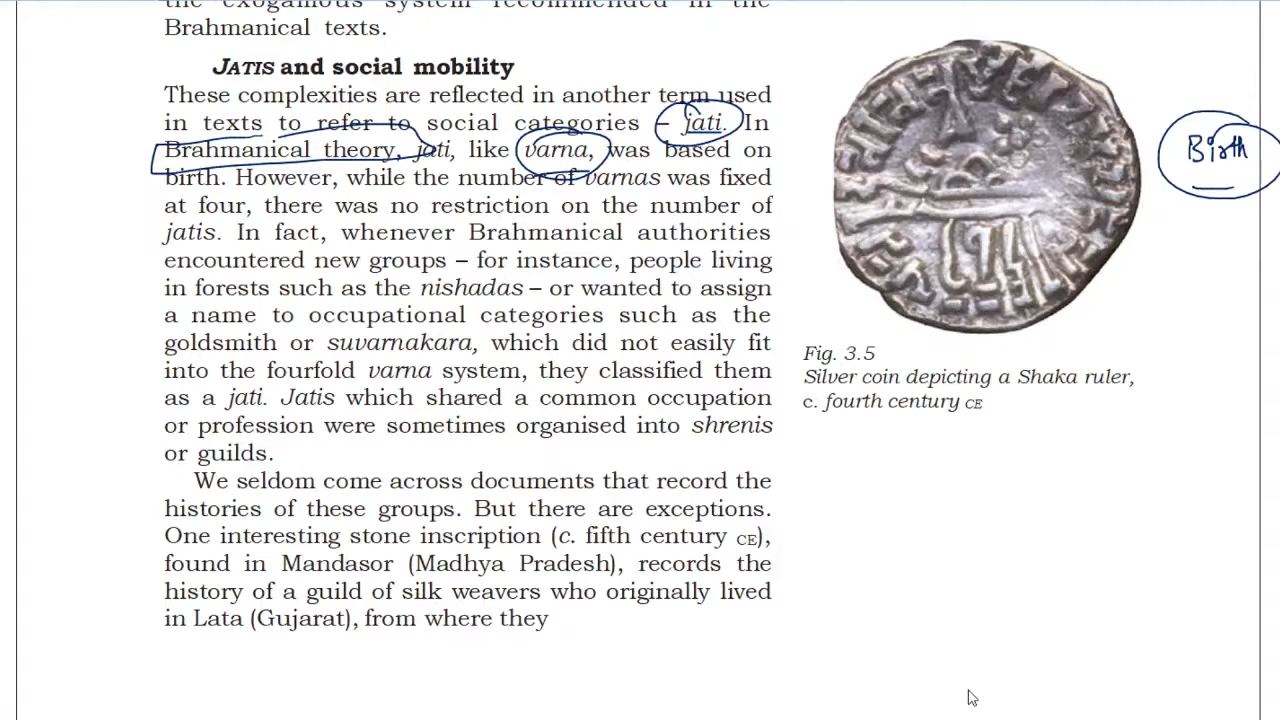 the exogamous system recommended in the
Brahmanical texts.
JATIS and social mobility
These complexities are reflected in another term used
in texts to refer to social categories – jati. In
Brahmanical theory, jati, like varna, was based on
birth. However, while the number of varnas was fixed
at four, there was no restriction on the number of
jatis. In fact, whenever Brahmanical authorities
encountered new groups – for instance, people living
in forests such as the nishadas – or wanted to assign
a name to occupational categories such as the
goldsmith or suvarnakara, which did not easily fit
into the fourfold varna system, they classified them
as a jati. Jatis which shared a common occupation
or profession were sometimes organised into shrenis
or guilds.
We seldom come across documents that record the
histories of these groups. But there are exceptions.
One interesting stone inscription (c. fifth century CE),
found in Mandasor (Madhya Pradesh), records the
history of a guild of silk weavers who originally lived
in Lata (Gujarat), from where they
Birth
Fig. 3.5
Silver coin depicting a Shaka ruler,
c. fourth century CE